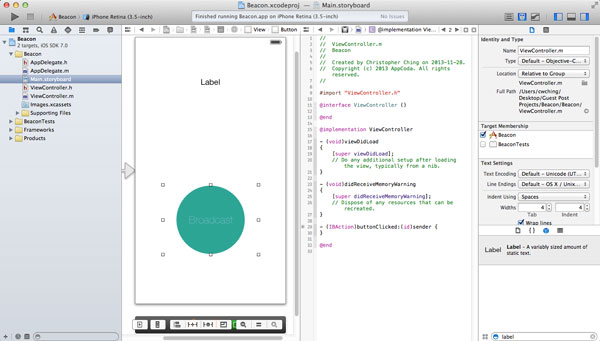 Beacon.xcodeproj — Main.storyboard
Beacon
iPhone Retina (3.5-inch)
Finished running Beacon.app on iPhone Retina (3.5-inch)
No Issues
Beacon
2 targets, iOS SDK 7.0
Beacon
AppDelegate.h
AppDelegate.m
Main.storyboard
ViewController.h
ViewController.m
Images.xcassets
Supporting Files
BeaconTests
Frameworks
Products
View
Button
Label
Broadcast
@implementation View
2
//
//  ViewController.m
//  Beacon
//
//  Created by Christopher Ching on 2013-11-28.
//  Copyright (c) 2013 AppCoda. All rights
reserved.
//
#import "ViewController.h"
@interface ViewController ()
@end
@implementation ViewController
- (void)viewDidLoad
{
[super viewDidLoad];
// Do any additional setup after loading
the view, typically from a nib.
}
- (void)didReceiveMemoryWarning
{
[super didReceiveMemoryWarning];
// Dispose of any resources that can be
recreated.
}
- (IBAction)buttonClicked:(id)sender {
}
@end
Identity and Type
Name ViewController.m
Type Default - Objective-C
Location Relative to Group
ViewController.m
Full Path /Users/cwching/
Desktop/Guest Post
Projects/Beacon/Beacon/
ViewController.m
Target Membership
Beacon
BeaconTests
Text Settings
Text Encoding Default - Unicode (UT...
Line Endings Default - OS X / Unix...
Indent Using Spaces
Widths 4 4
Tab Indent
Wrap lines
Label
Label - A variably sized amount of
static text.
label